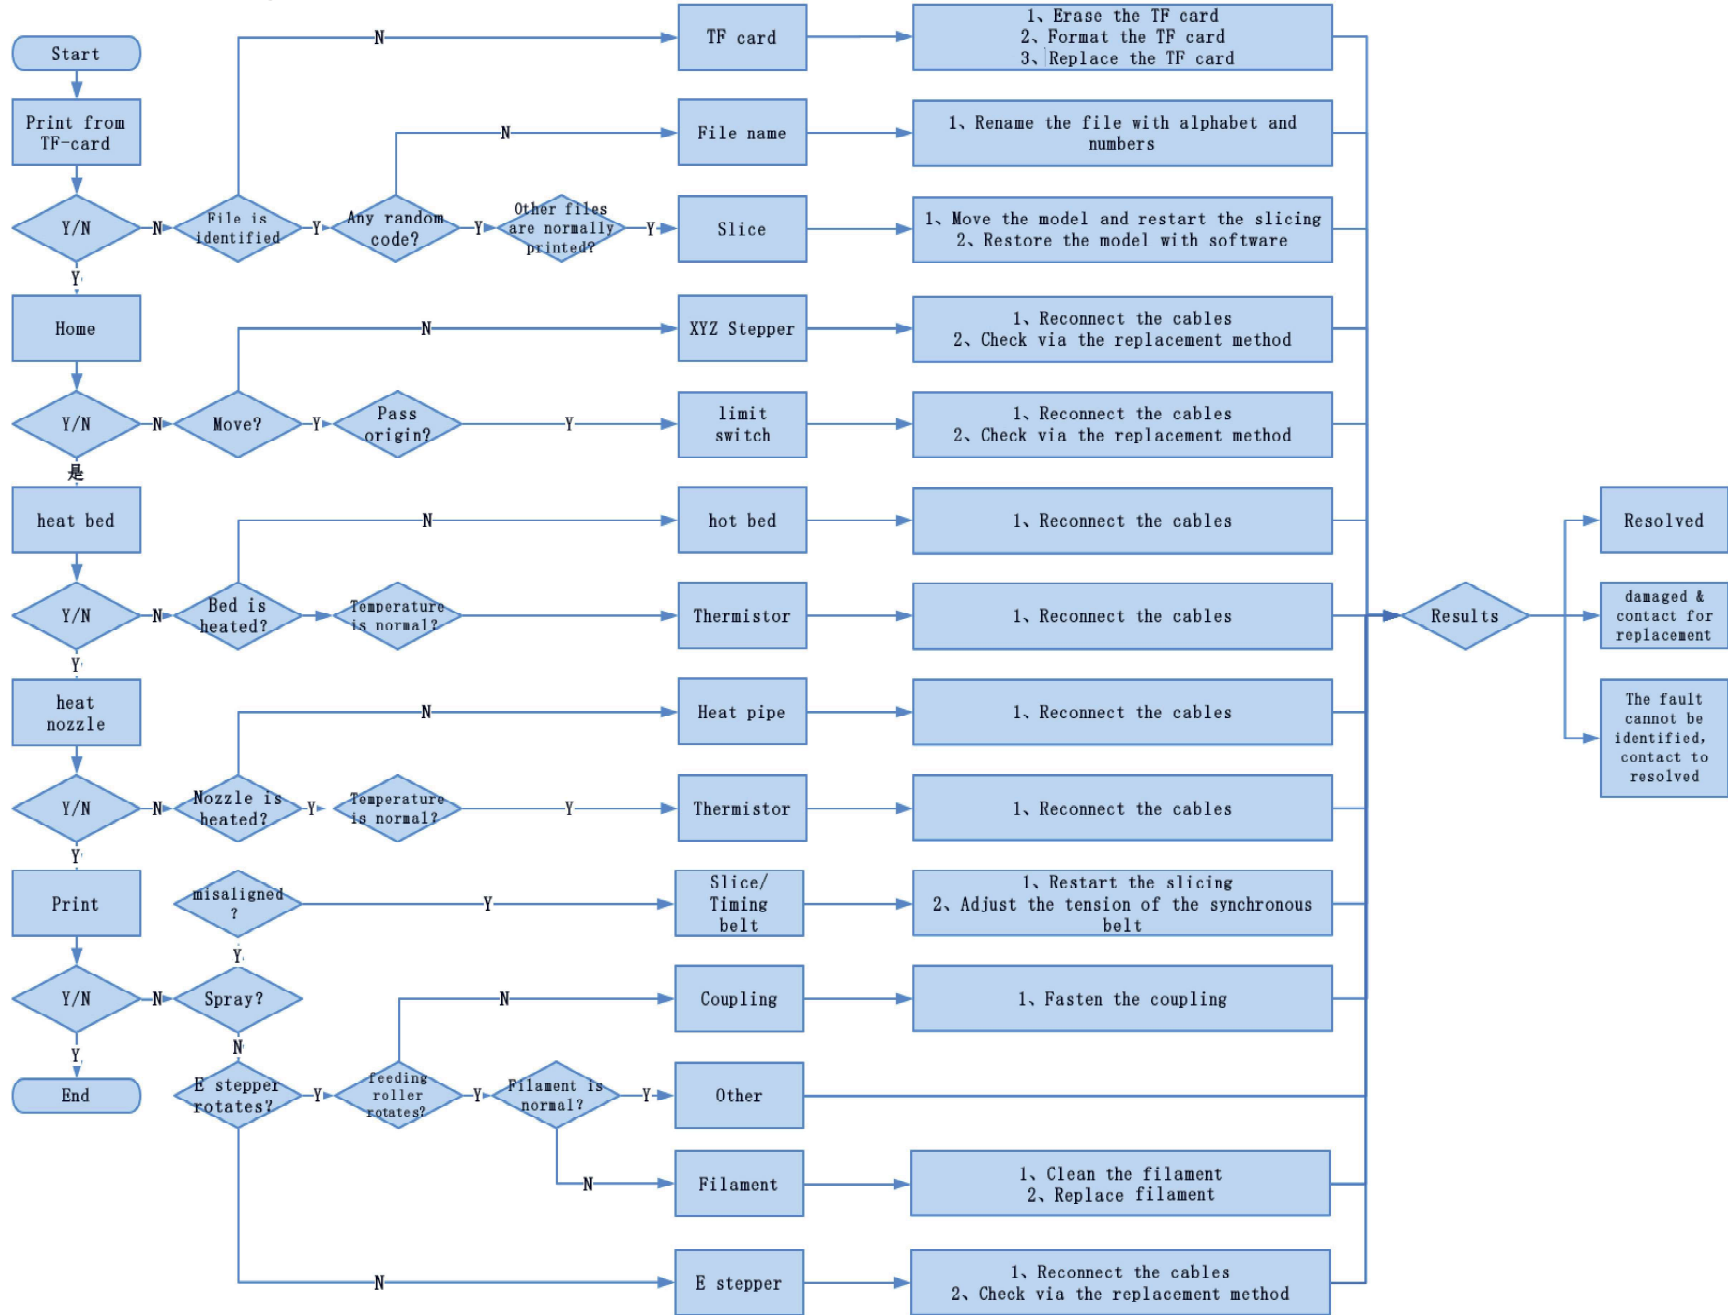 Start
Print from
TF-card
Y/N
N
File is
identified
N
TF card
1、Erase the TF card
2、Format the TF card
3、Replace the TF card
Y
Any random
code?
N
File name
1、Rename the file with alphabet and
numbers
Y
Other files
are normally
printed?
Y
Slice
1、Move the model and restart the slicing
2、Restore the model with software
Y
Home
Y/N
N
Move?
N
XYZ Stepper
1、Reconnect the cables
2、Check via the replacement method
Y
Pass
origin?
Y
limit
switch
1、Reconnect the cables
2、Check via the replacement method
是
heat bed
Y/N
N
Bed is
heated?
N
hot bed
1、Reconnect the cables
Temperature
is normal?
Thermistor
1、Reconnect the cables
Y
heat
nozzle
Y/N
N
Nozzle is
heated?
N
Heat pipe
1、Reconnect the cables
Y
Temperature
is normal?
Y
Thermistor
1、Reconnect the cables
Y
Print
Y/N
N
Spray?
Y
misaligned
?
Y
Slice/
Timing
belt
1、Restart the slicing
2、Adjust the tension of the synchronous
belt
N
E stepper
rotates?
Y
feeding
roller
rotates?
N
Coupling
1、Fasten the coupling
Y
Filament is
normal?
Y
Other
N
Filament
1、Clean the filament
2、Replace filament
N
E stepper
1、Reconnect the cables
2、Check via the replacement method
Y
End
Results
Resolved
damaged &
contact for
replacement
The fault
cannot be
identified,
contact to
resolved